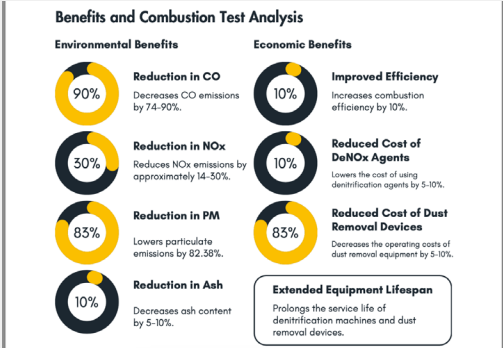 Benefits and Combustion Test Analysis
Environmental Benefits
90%
Reduction in CO
Decreases CO emissions
by 74-90%.
30%
Reduction in NOx
Reduces NOx emissions by
approximately 14-30%.
83%
Reduction in PM
Lowers particulate
emissions by 82.38%.
10%
Reduction in Ash
Decreases ash content
by 5-10%.
Economic Benefits
10%
Improved Efficiency
Increases combustion
efficiency by 10%.
10%
Reduced Cost of
DeNOx Agents
Lowers the cost of using
denitrification agents by 5-10%.
83%
Reduced Cost of Dust
Removal Devices
Decreases the operating costs of
dust removal equipment by 5-10%.
Extended Equipment Lifespan
Prolongs the service life of
denitrification machines and dust
removal devices.